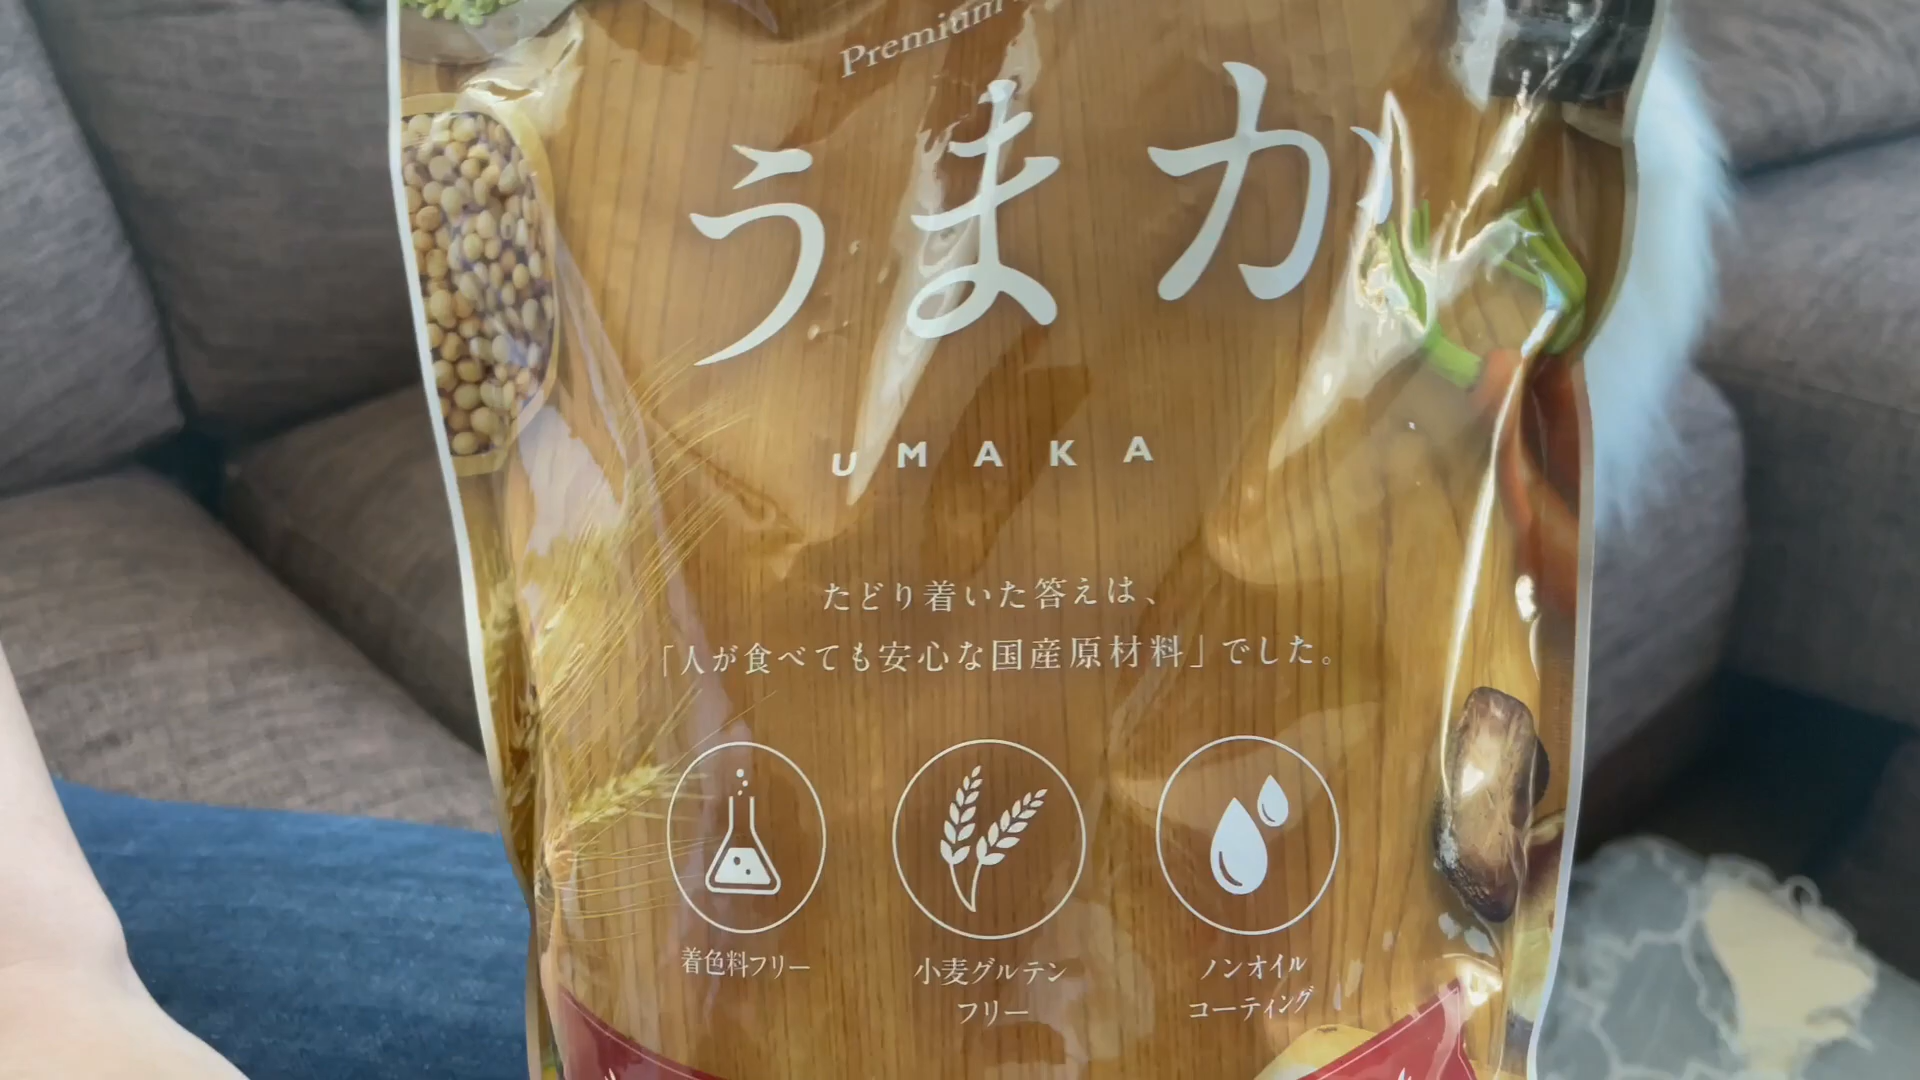 Premium
うまか
UMAKA
たどり着いた答えは、
「人が食べても安心な国産原材料」でした。
着色料フリー
小麦グルテン
フリー
ノンオイル
コーティング